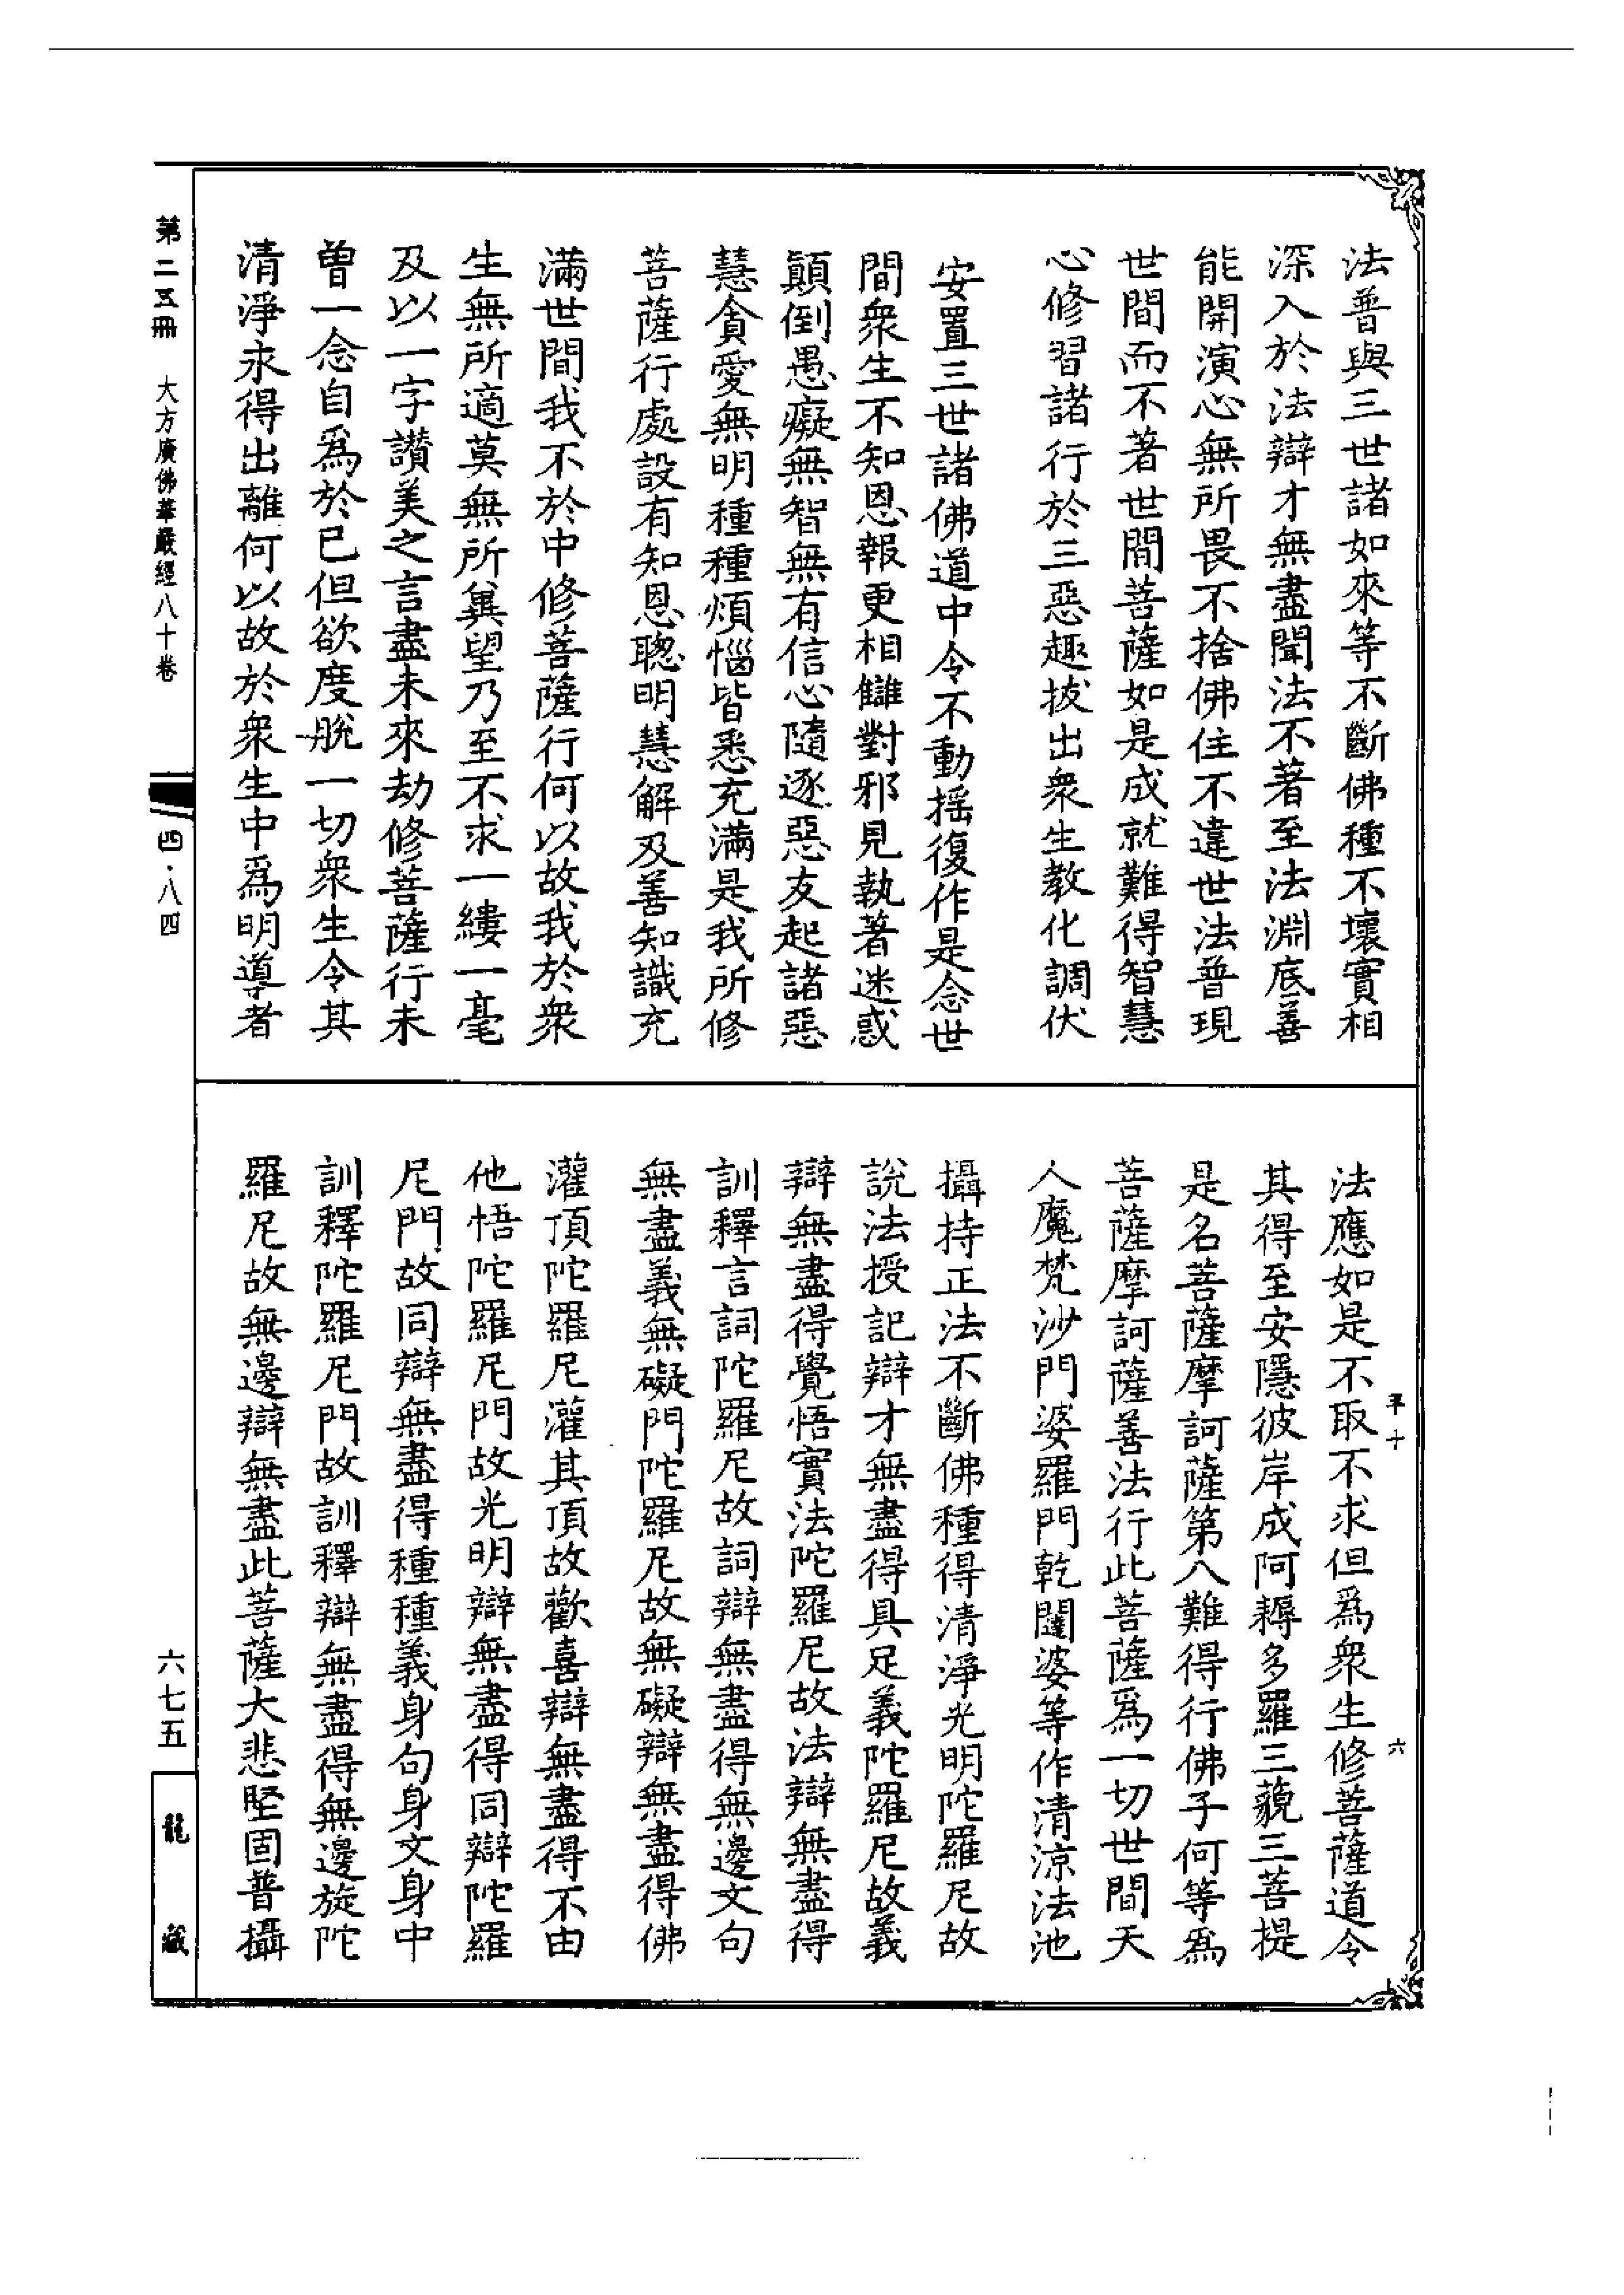 法普與三世諸如來等不斷佛種不壞實相
深入於法辯才無盡聞法不著至法淵底善
能開演心無所畏不捨佛住不違世法普現
世間而不著世間菩薩如是成就難得智慧
心修習諸行於三惡趣拔出衆生教化調伏
安置三世諸佛道中令不動搖復作是念世
間衆生不知恩報更相讎對邪見執著迷惑
顛倒愚癡無智無有信心隨逐惡友起諸惡
慧貪愛無明種種煩惱皆悉充滿是我所修
菩薩行處設有知恩聰明慧解及善知識充
滿世間我不於中修菩薩行何以故我於衆
生無所適莫無所冀望乃至不求一縷一毫
及以一字讚美之言盡未來劫修菩薩行未
曾一念自爲於已但欲度脫一切衆生令其
清淨永得出離何以故於衆生中爲明導者
法應如是不取不求但爲衆生修菩薩道令
其得至安隱彼岸成阿耨多羅三藐三菩提
是名菩薩摩訶薩第八難得行佛子何等爲
菩薩摩訶薩善法行此菩薩爲一切世間天
人魔梵沙門婆羅門乾闥婆等作清涼法池
攝持正法不斷佛種得清淨光明陀羅尼故
說法授記辯才無盡得具足義陀羅尼故義
辯無盡得覺悟實法陀羅尼故法辯無盡得
訓釋言詞陀羅尼故詞辯無盡得無邊文句
無盡義無礙門陀羅尼故無礙辯無盡得佛
灌頂陀羅尼灌其頂故歡喜辯無盡得不由
他悟陀羅尼門故光明辯無盡得同辯陀羅
尼門故同辯無盡得種種義身句身文身中
訓釋陀羅尼門故訓釋辯無盡得無邊旋陀
羅尼故無邊辯無盡此菩薩大悲堅固普攝
平十
六
第二五冊 大方廣佛華嚴經八十卷
四·八四
六七五
龍藏